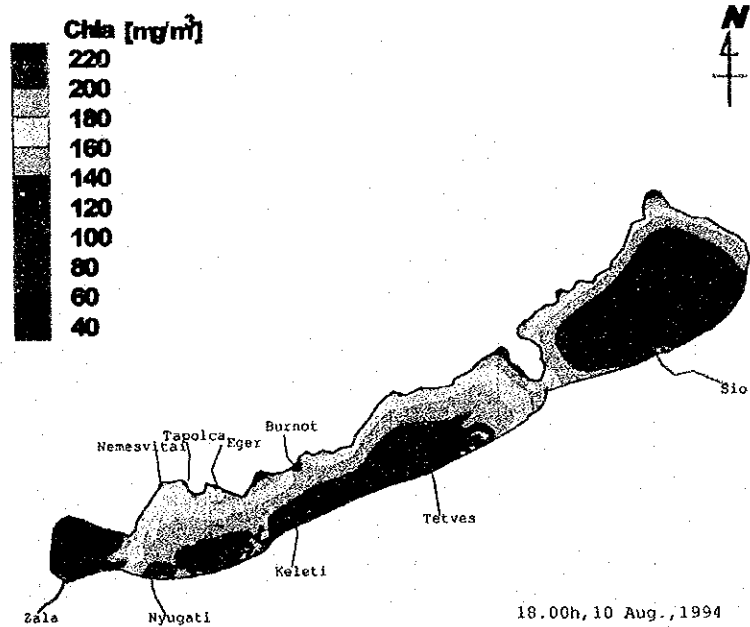 Chla [mg/m³]
N
220
200
180
160
140
120
100
80
60
40
Sio
Burnot
Tapolca
Eger
Nemesvitai
Tetves
Keleti
Zala
Nyugati
18.00h, 10 Aug., 1994